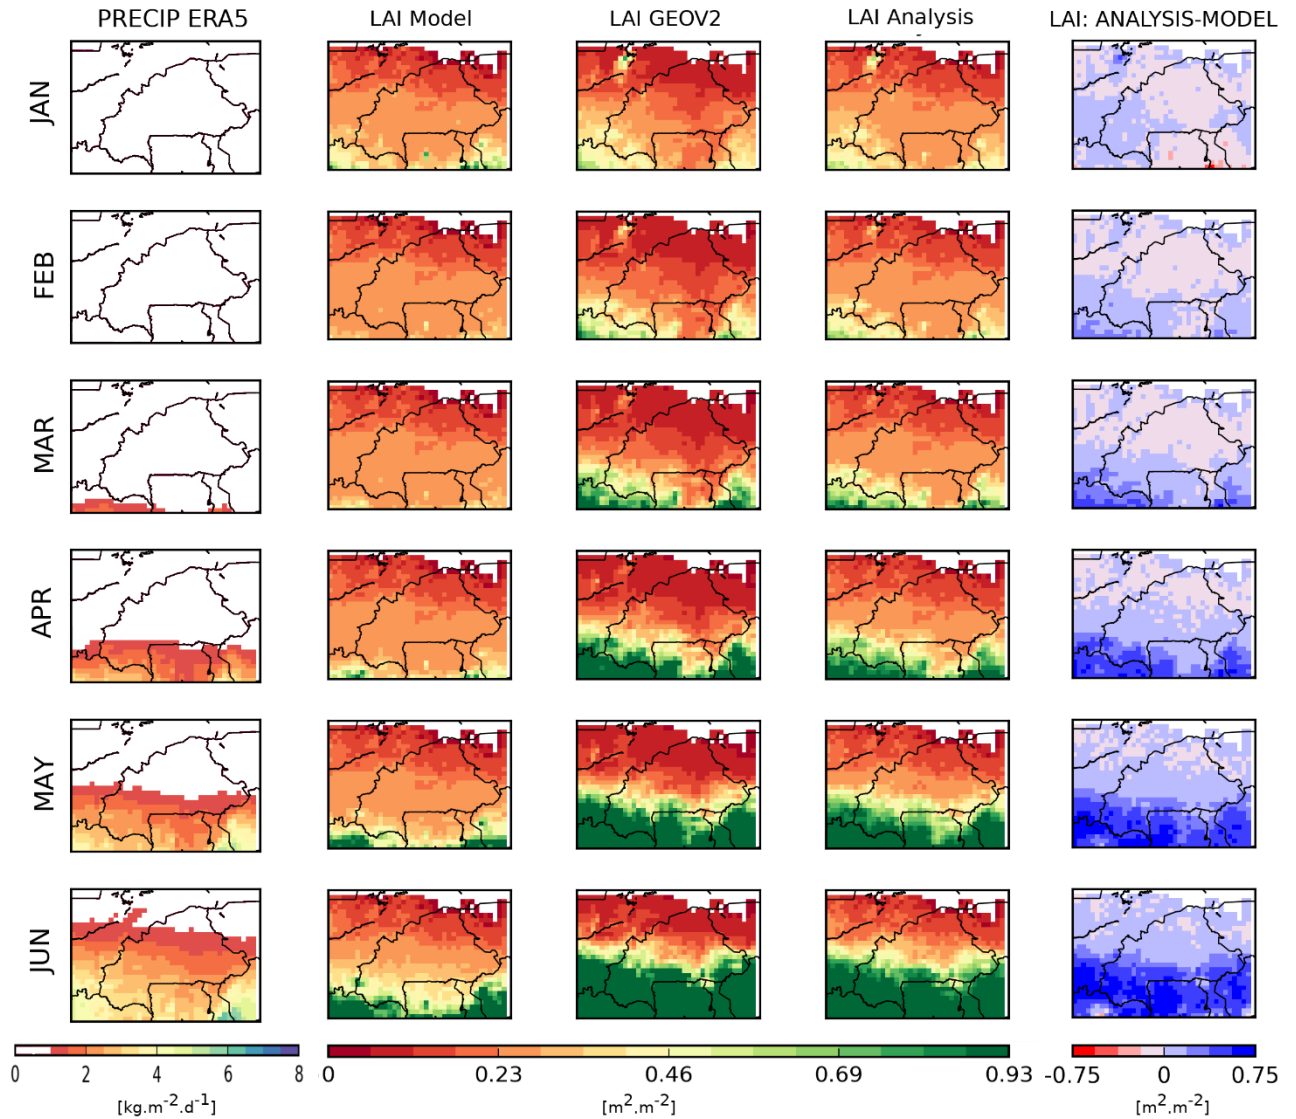 PRECIP ERA5 LAI Model LAI GEOV2 LAI Analysis LAI: ANALYSIS-MODEL
JAN
FEB
MAR
APR
MAY
JUN
0 2 4 6 8 0 0.23 0.46 0.69 0.93 -0.75 0 0.75
[kg.m⁻².d⁻¹] [m².m⁻²] [m².m⁻²]